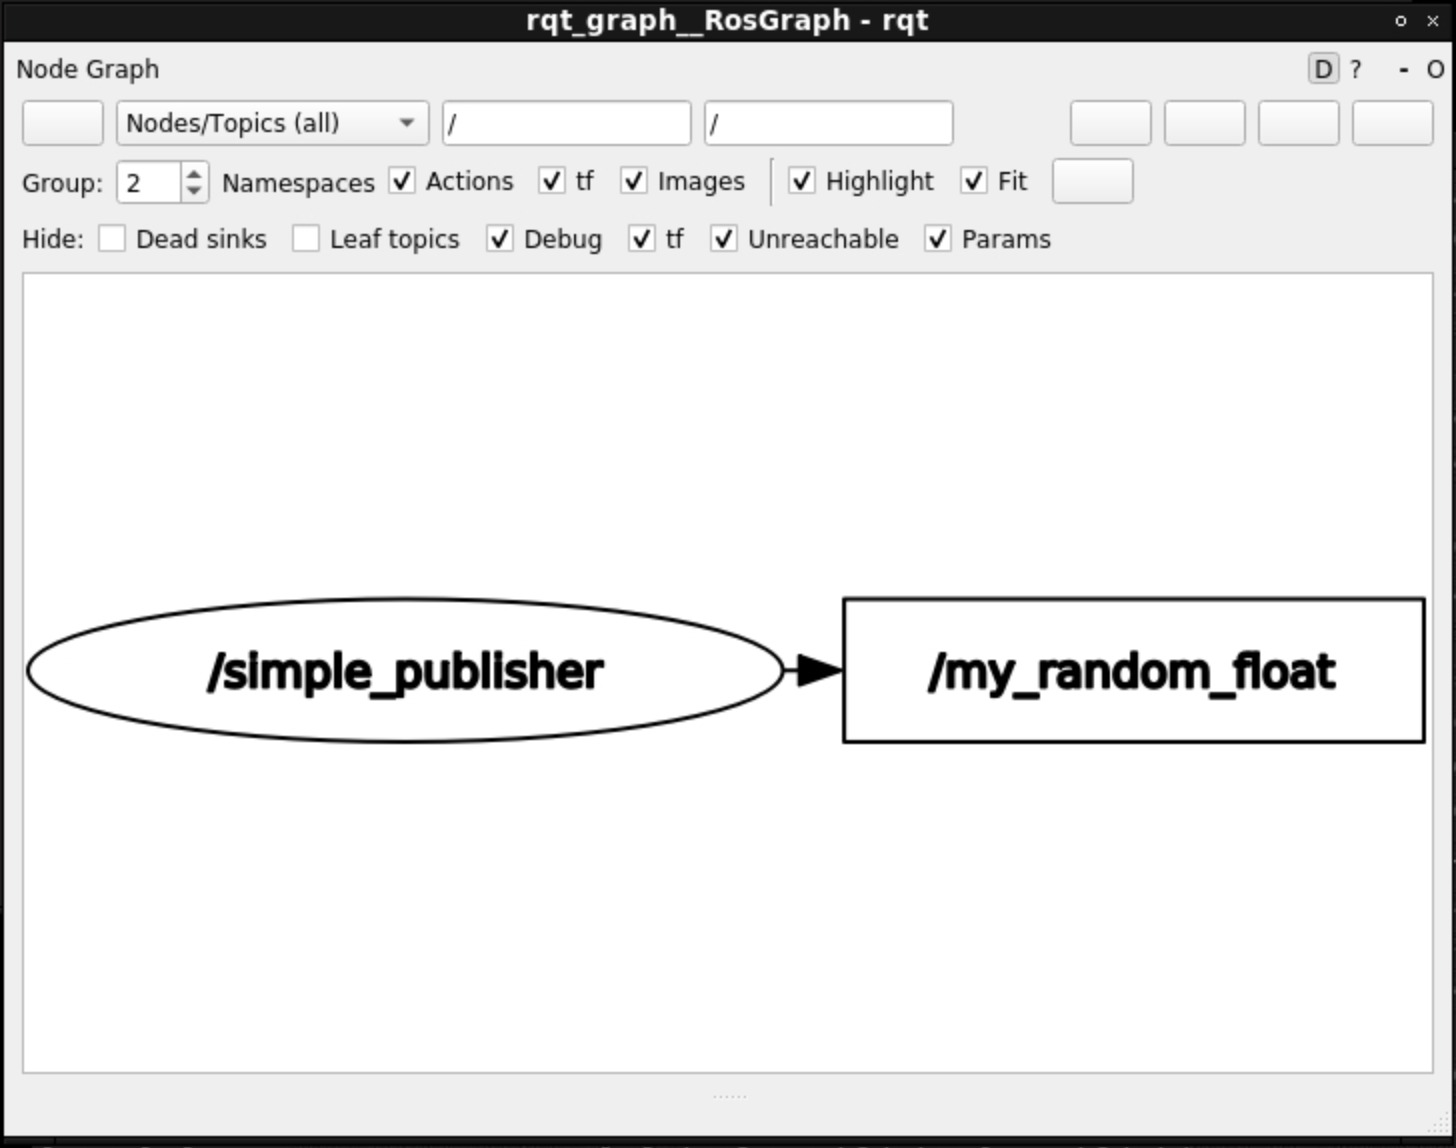 rqt_graph__RosGraph - rqt
Node Graph D ? - O
Nodes/Topics (all) / /
Group: 2 Namespaces Actions tf Images Highlight Fit
Hide: Dead sinks Leaf topics Debug tf Unreachable Params
/simple_publisher /my_random_float